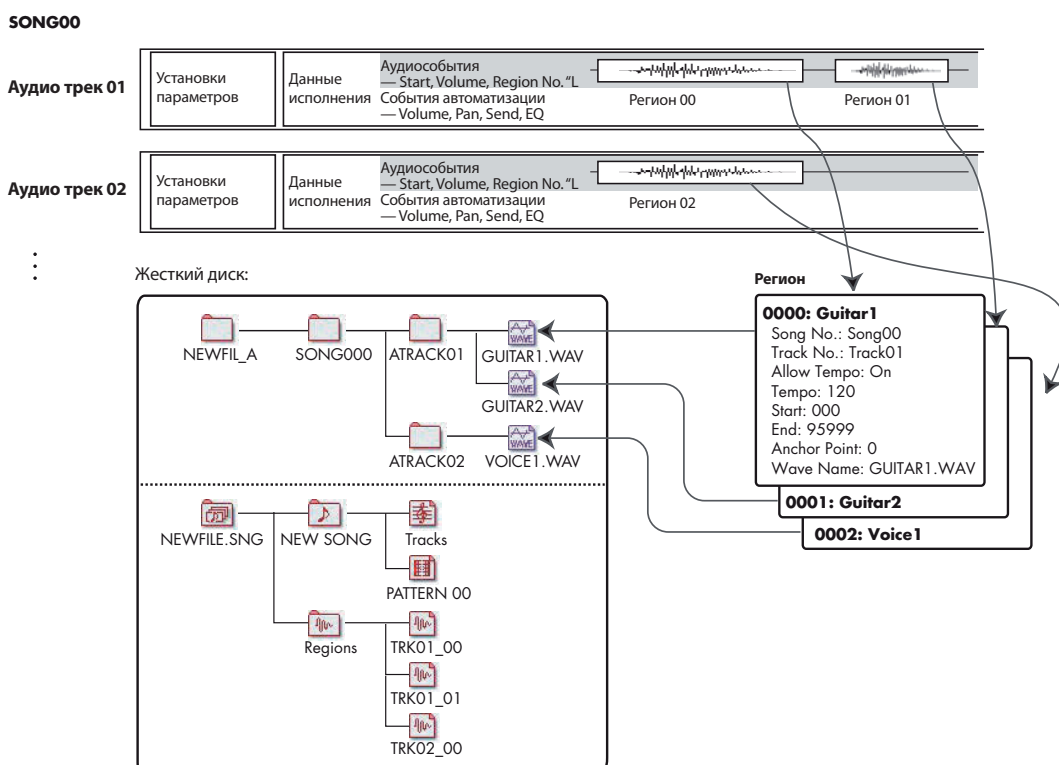 SONG00
Аудио трек 01
Установки
параметров
Данные
исполнения
Аудиособытия
— Start, Volume, Region No. “L
События автоматизации
— Volume, Pan, Send, EQ
Регион 00
Регион 01
Аудио трек 02
Установки
параметров
Данные
исполнения
Аудиособытия
— Start, Volume, Region No. “L
События автоматизации
— Volume, Pan, Send, EQ
Регион 02
Жесткий диск:
NEWFIL_A
SONG000
ATRACK01
WAVE
GUITAR1.WAV
WAVE
GUITAR2.WAV
ATRACK02
WAVE
VOICE1.WAV
NEWFILE.SNG
NEW SONG
Tracks
PATTERN 00
Regions
TRK01_00
TRK01_01
TRK02_00
Регион
0000: Guitar1
Song No.: Song00
Track No.: Track01
Allow Tempo: On
Tempo: 120
Start: 000
End: 95999
Anchor Point: 0
Wave Name: GUITAR1.WAV
0001: Guitar2
0002: Voice1